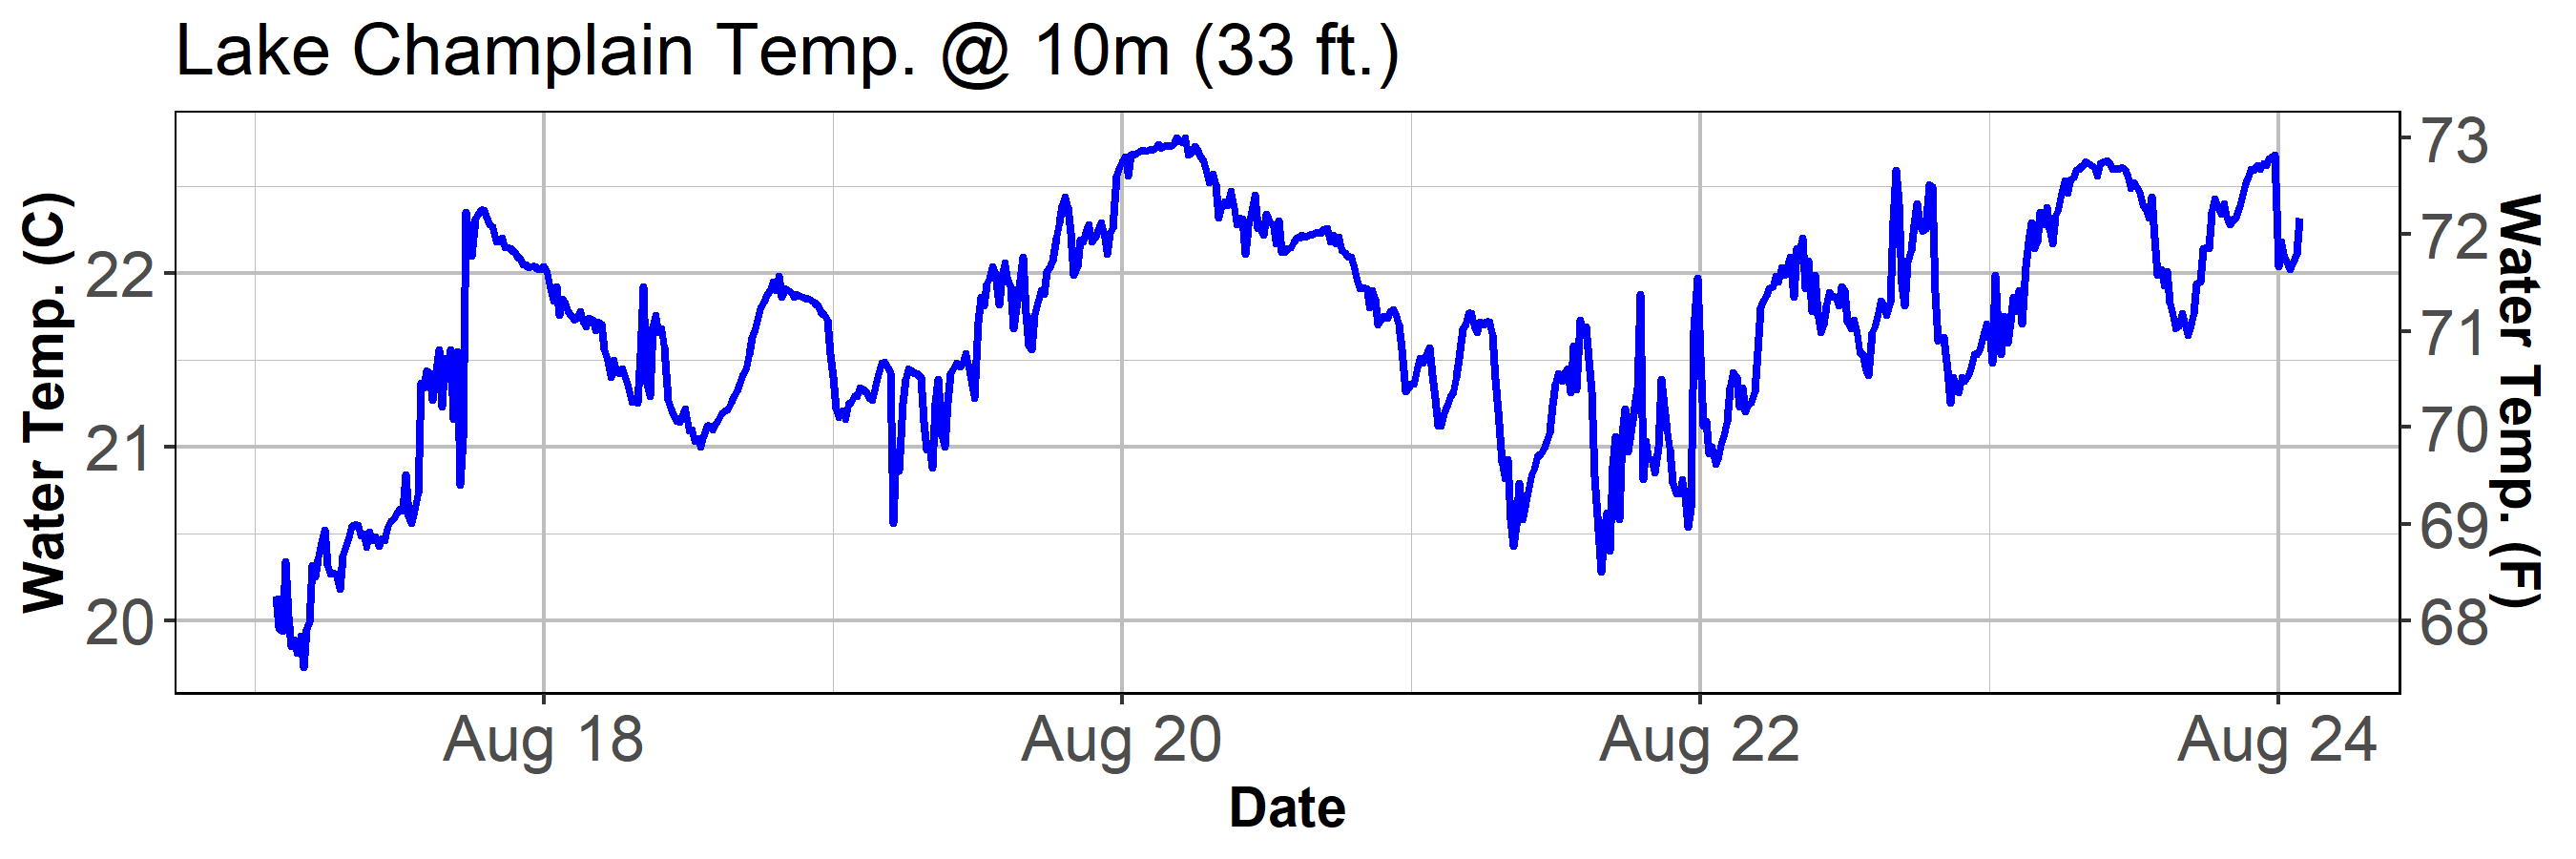 Lake Champlain Temp. @ 10m (33 ft.)
Water Temp. (C)
22
21
20
73
72
71
70
69
68
Water Temp. (F)
Aug 18
Aug 20
Aug 22
Aug 24
Date